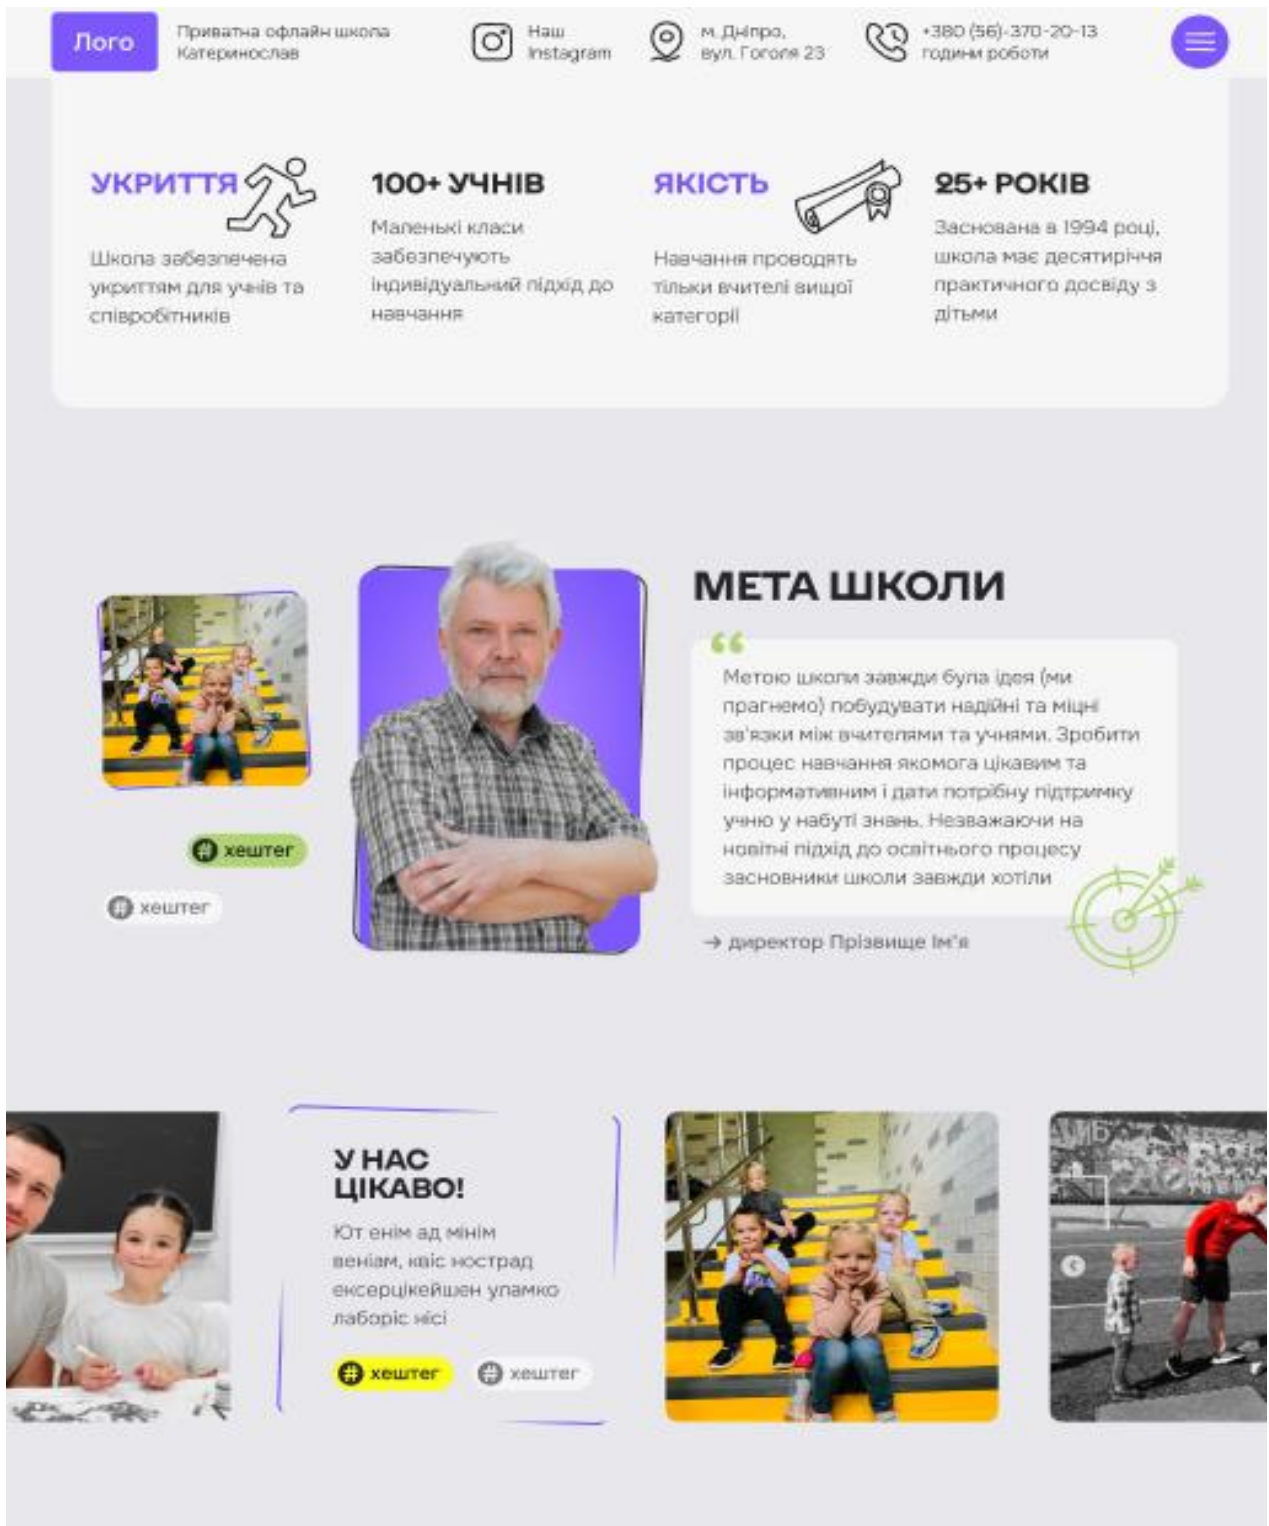 Лого
Приватна офлайн школа
Катеринослав
Наш
Instagram
м. Дніпро,
вул. Гоголя 23
+380 (56)-370-20-13
години роботи
УКРИТТЯ
Школа забезпечена
укриттям для учнів та
співробітників
100+ УЧНІВ
Маленькі класи
забезпечують
індивідуальний підхід до
навчання
ЯКІСТЬ
Навчання проводять
тільки вчителі вищої
категорії
25+ РОКІВ
Заснована в 1994 році,
школа має десятиріччя
практичного досвіду з
дітьми
# хештег
# хештег
МЕТА ШКОЛИ
“
Метою школи завжди була ідея (ми
прагнемо) побудувати надійні та міцні
зв'язки між вчителями та учнями. Зробити
процес навчання якомога цікавим та
інформативним і дати потрібну підтримку
учню у набуті знань. Незважаючи на
новітні підхід до освітнього процесу
засновники школи завжди хотіли
→ директор Прізвище Ім'я
У НАС
ЦІКАВО!
Ют енім ад мінім
веніам, квіс нострад
ексерцікейшен уламко
лаборіс нісі
# хештег
# хештег